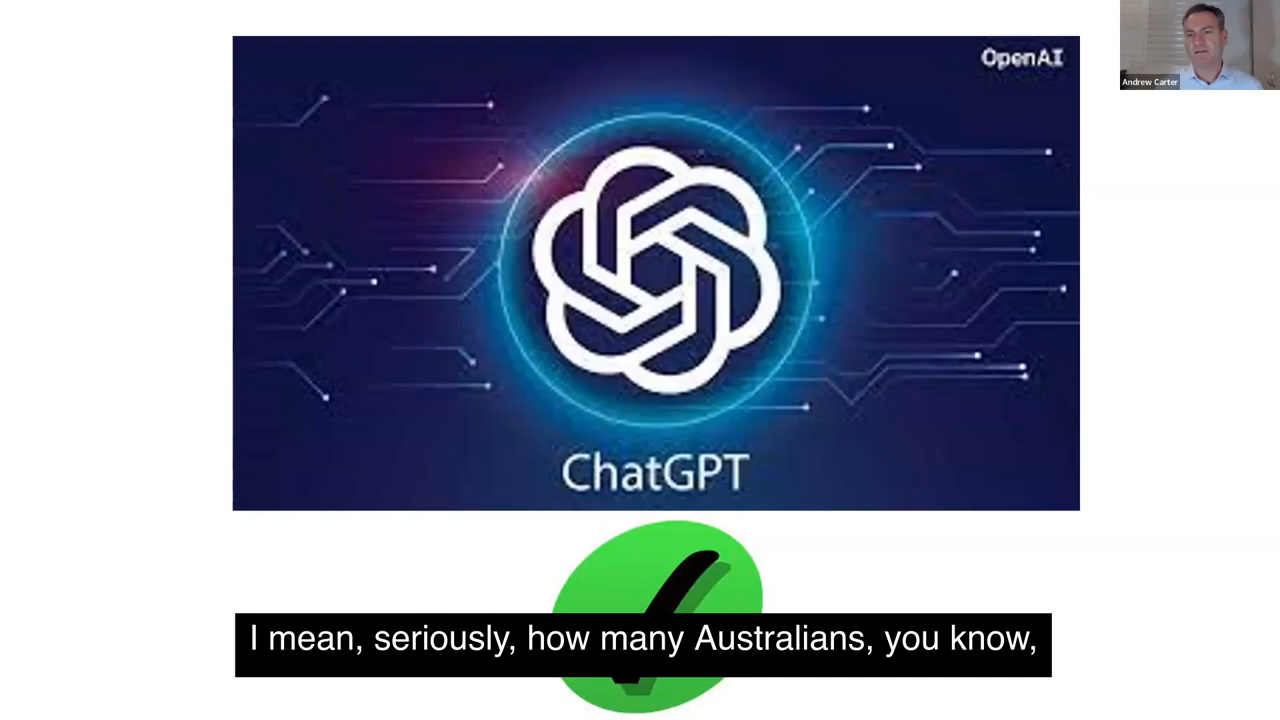 OpenAI
Andrew Carter
ChatGPT
I mean, seriously, how many Australians, you know,